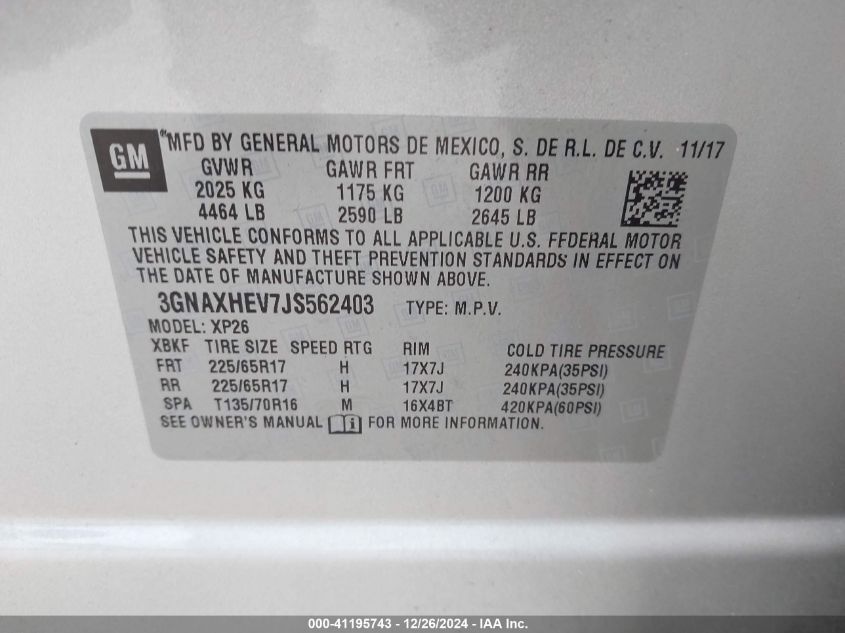 GM
MFD BY GENERAL MOTORS DE MEXICO, S. DE R.L. DE C.V. 11/17
GVWR GAWR FRT GAWR RR
2025 KG 1175 KG 1200 KG
4464 LB 2590 LB 2645 LB
THIS VEHICLE CONFORMS TO ALL APPLICABLE U.S. FFDERAL MOTOR
VEHICLE SAFETY AND THEFT PREVENTION STANDARDS IN EFFECT ON
THE DATE OF MANUFACTURE SHOWN ABOVE.
3GNAXHEV7JS562403 TYPE: M.P.V.
MODEL: XP26
XBKF TIRE SIZE SPEED RTG RIM COLD TIRE PRESSURE
FRT 225/65R17 H 17X7J 240KPA(35PSI)
RR 225/65R17 H 17X7J 240KPA(35PSI)
SPA T135/70R16 M 16X4BT 420KPA(60PSI)
SEE OWNER'S MANUAL FOR MORE INFORMATION.
000-41195743 - 12/26/2024 - IAA Inc.